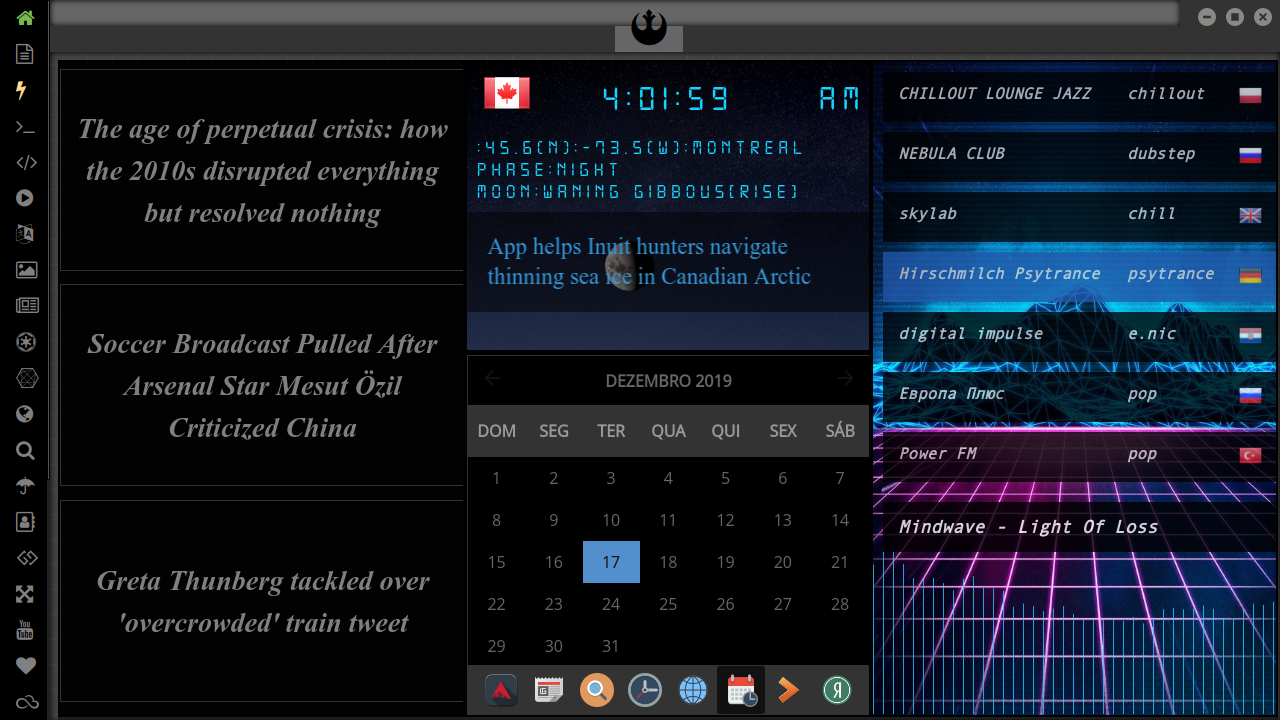 The age of perpetual crisis: how
the 2010s disrupted everything
but resolved nothing
Soccer Broadcast Pulled After
Arsenal Star Mesut Özil
Criticized China
Greta Thunberg tackled over
'overcrowded' train tweet
4:01:59 AM
:45.6(N):-73.5(W):MONTREAL
PHASE:NIGHT
MOON:WANING GIBBOUS(RISE)
App helps Inuit hunters navigate
thinning sea ice in Canadian Arctic
DEZEMBRO 2019
DOM SEG TER QUA QUI SEX SÁB
1 2 3 4 5 6 7
8 9 10 11 12 13 14
15 16 17 18 19 20 21
22 23 24 25 26 27 28
29 30 31
CHILLOUT LOUNGE JAZZ chillout
NEBULA CLUB dubstep
skylab chill
Hirschmilch Psytrance psytrance
digital impulse e.nic
Европа Плюс pop
Power FM pop
Mindwave - Light Of Loss
You
Tube
Я